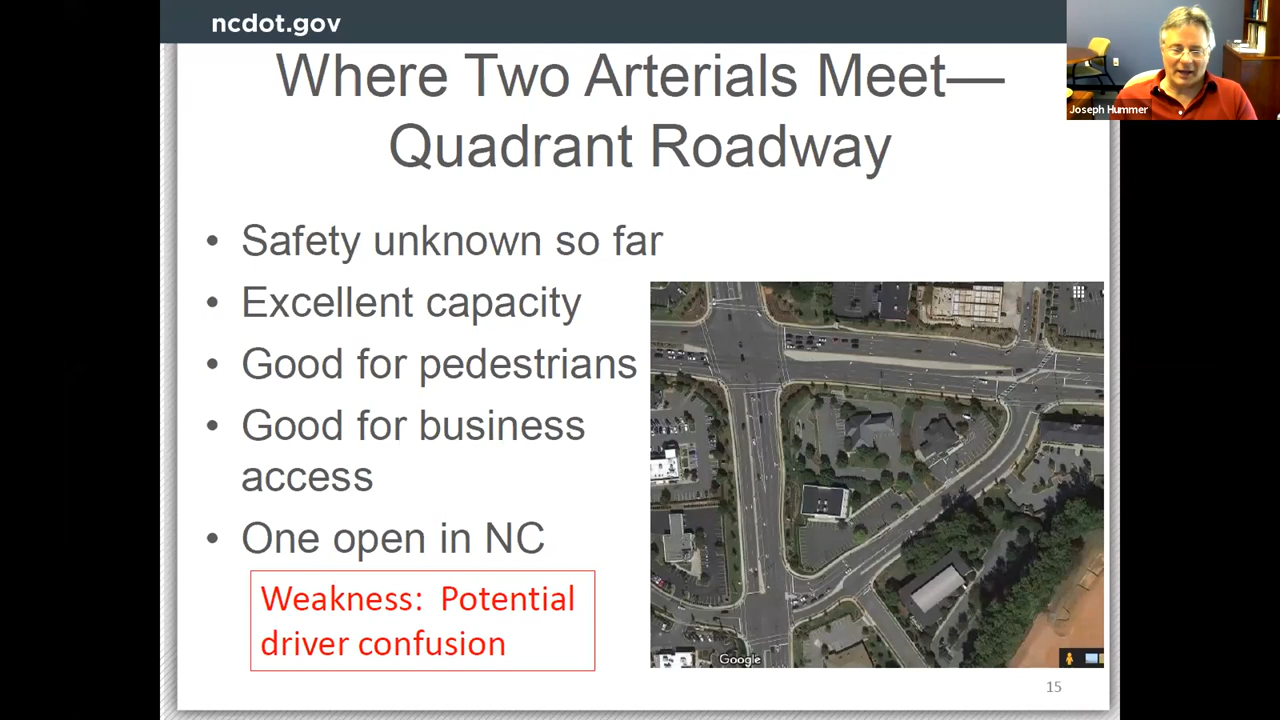 ncdot.gov
Where Two Arterials Meet—
Quadrant Roadway
Joseph Hummer
• Safety unknown so far
• Excellent capacity
• Good for pedestrians
• Good for business
access
• One open in NC
Weakness: Potential
driver confusion
Google
15